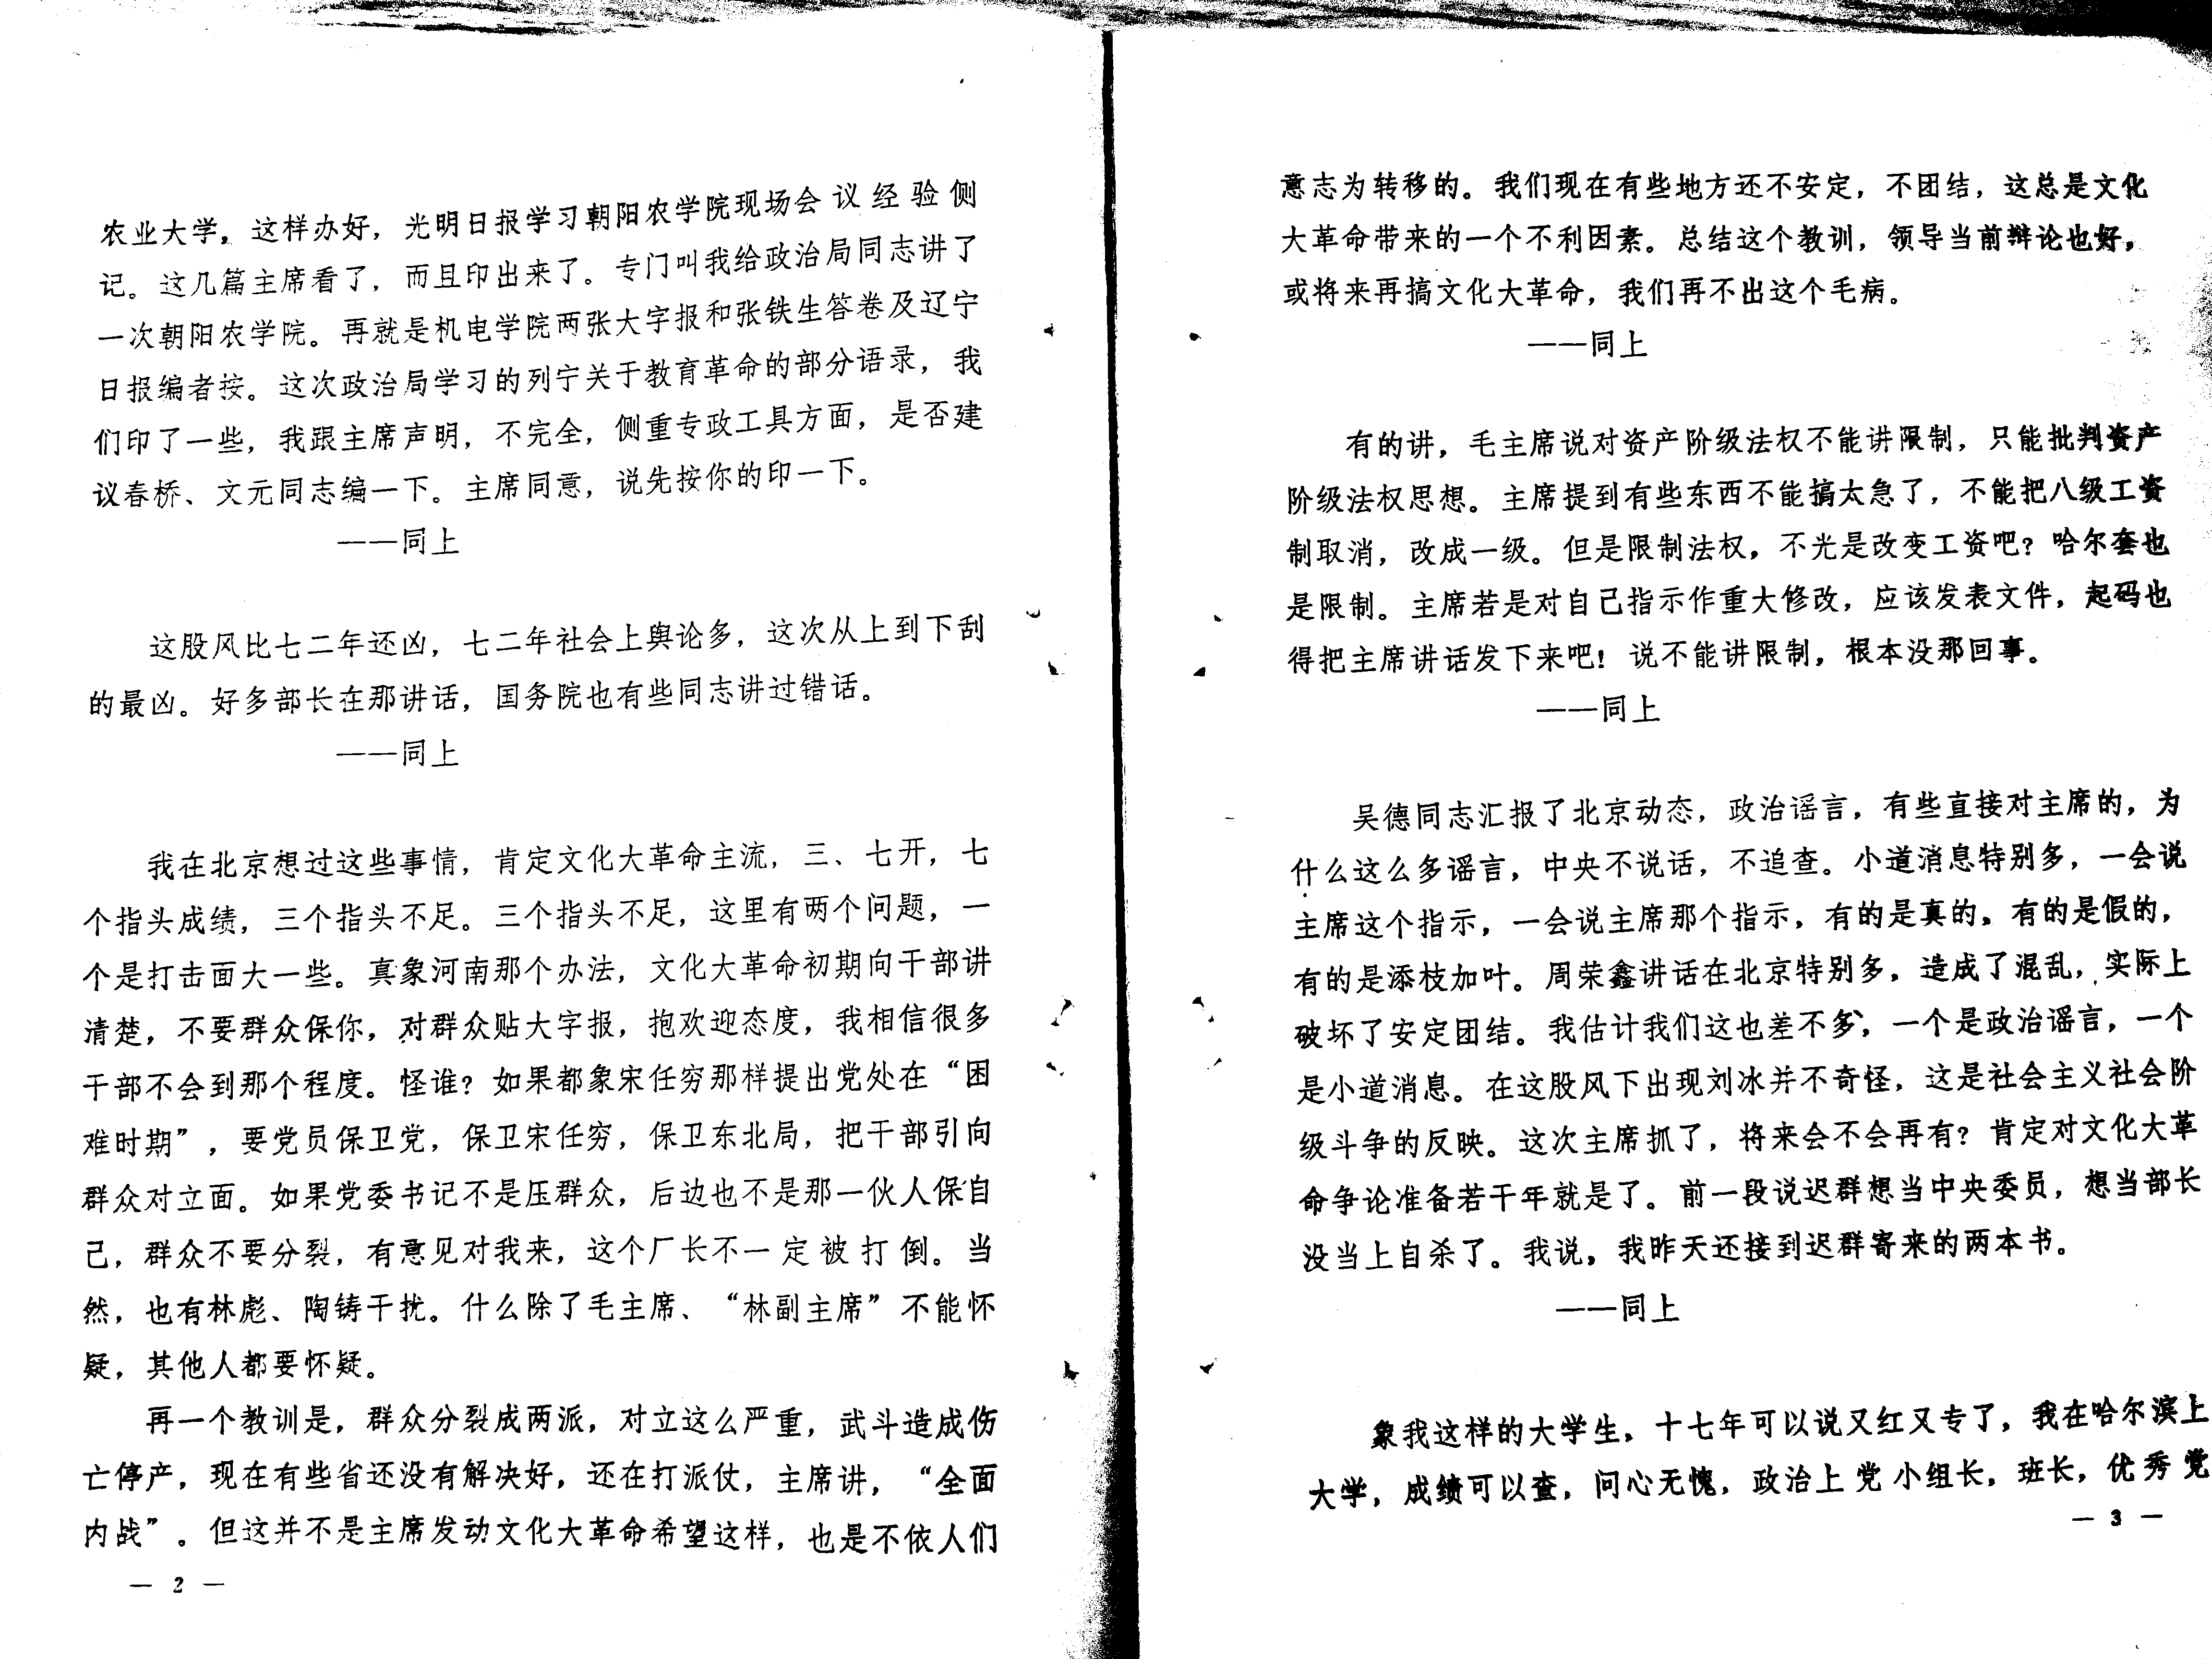 农业大学，这样办好，光明日报学习朝阳农学院现场会议经验侧
记。这几篇主席看了，而且印出来了。专门叫我给政治局同志讲了
一次朝阳农学院。再就是机电学院两张大字报和张铁生答卷及辽宁
日报编者按。这次政治局学习的列宁关于教育革命的部分语录，我
们印了一些，我跟主席声明，不完全，侧重专政工具方面，是否建
议春桥、文元同志编一下。主席同意，说先按你的印一下。
——同上
这股风比七二年还凶，七二年社会上舆论多，这次从上到下刮
的最凶。好多部长在那讲话，国务院也有些同志讲过错话。
——同上
我在北京想过这些事情，肯定文化大革命主流，三、七开，七
个指头成绩，三个指头不足。三个指头不足，这里有两个问题，一
个是打击面大一些。真象河南那个办法，文化大革命初期向干部讲
清楚，不要群众保你，对群众贴大字报，抱欢迎态度，我相信很多
干部不会到那个程度。怪谁？如果都象宋任穷那样提出党处在“困
难时期”，要党员保卫党，保卫宋任穷，保卫东北局，把干部引向
群众对立面。如果党委书记不是压群众，后边也不是那一伙人保自
己，群众不要分裂，有意见对我来，这个厂长不一定被打倒。当
然，也有林彪、陶铸干扰。什么除了毛主席、“林副主席”不能怀
疑，其他人都要怀疑。
再一个教训是，群众分裂成两派，对立这么严重，武斗造成伤
亡停产，现在有些省还没有解决好，还在打派仗，主席讲，“全面
内战”。但这并不是主席发动文化大革命希望这样，也是不依人们
— 2 —
意志为转移的。我们现在有些地方还不安定，不团结，这总是文化
大革命带来的一个不利因素。总结这个教训，领导当前辩论也好，
或将来再搞文化大革命，我们再不出这个毛病。
——同上
有的讲，毛主席说对资产阶级法权不能讲限制，只能批判资产
阶级法权思想。主席提到有些东西不能搞太急了，不能把八级工资
制取消，改成一级。但是限制法权，不光是改变工资吧？哈尔套也
是限制。主席若是对自己指示作重大修改，应该发表文件，起码也
得把主席讲话发下来吧！说不能讲限制，根本没那回事。
——同上
吴德同志汇报了北京动态，政治谣言，有些直接对主席的，为
什么这么多谣言，中央不说话，不追查。小道消息特别多，一会说
主席这个指示，一会说主席那个指示，有的是真的，有的是假的，
有的是添枝加叶。周荣鑫讲话在北京特别多，造成了混乱，实际上
破坏了安定团结。我估计我们这也差不多，一个是政治谣言，一个
是小道消息。在这股风下出现刘冰并不奇怪，这是社会主义社会阶
级斗争的反映。这次主席抓了，将来会不会再有？肯定对文化大革
命争论准备若干年就是了。前一段说迟群想当中央委员，想当部长
没当上自杀了。我说，我昨天还接到迟群寄来的两本书。
——同上
象我这样的大学生，十七年可以说又红又专了，我在哈尔滨上
大学，成绩可以查，问心无愧，政治上党小组长，班长，优秀党
— 3 —